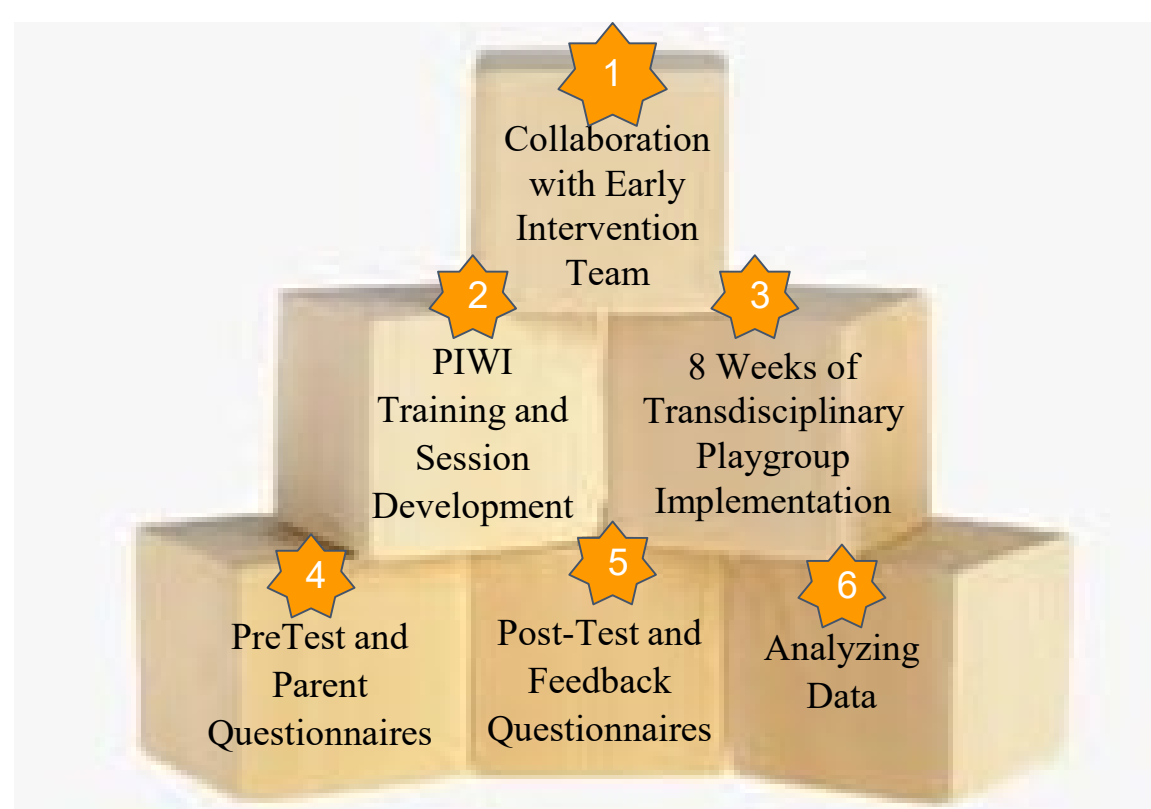 1
Collaboration
with Early
Intervention
Team
2
PIWI
Training and
Session
Development
3
8 Weeks of
Transdisciplinary
Playgroup
Implementation
4
PreTest and
Parent
Questionnaires
5
Post-Test and
Feedback
Questionnaires
6
Analyzing
Data